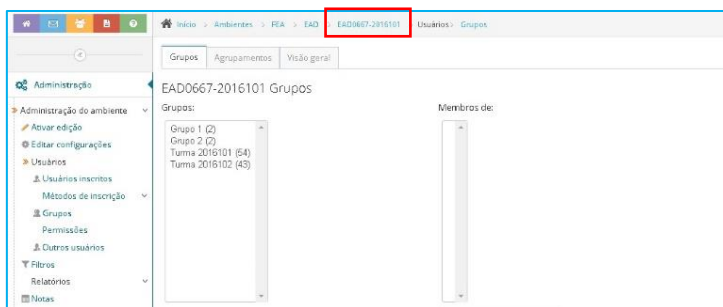 Início > Ambientes > FEA > EAD > EAD0667-2016101 Usuários > Grupos
Grupos Agrupamentos Visão geral
Administração
EAD0667-2016101 Grupos
Administração do ambiente
Ativar edição
Editar configurações
Usuários
Usuários inscritos
Métodos de inscrição
Grupos
Permissões
Outros usuários
Filtros
Relatórios
Notas
Grupos:
Grupo 1 (2)
Grupo 2 (2)
Turma 2016101 (54)
Turma 2016102 (43)
Membros de: